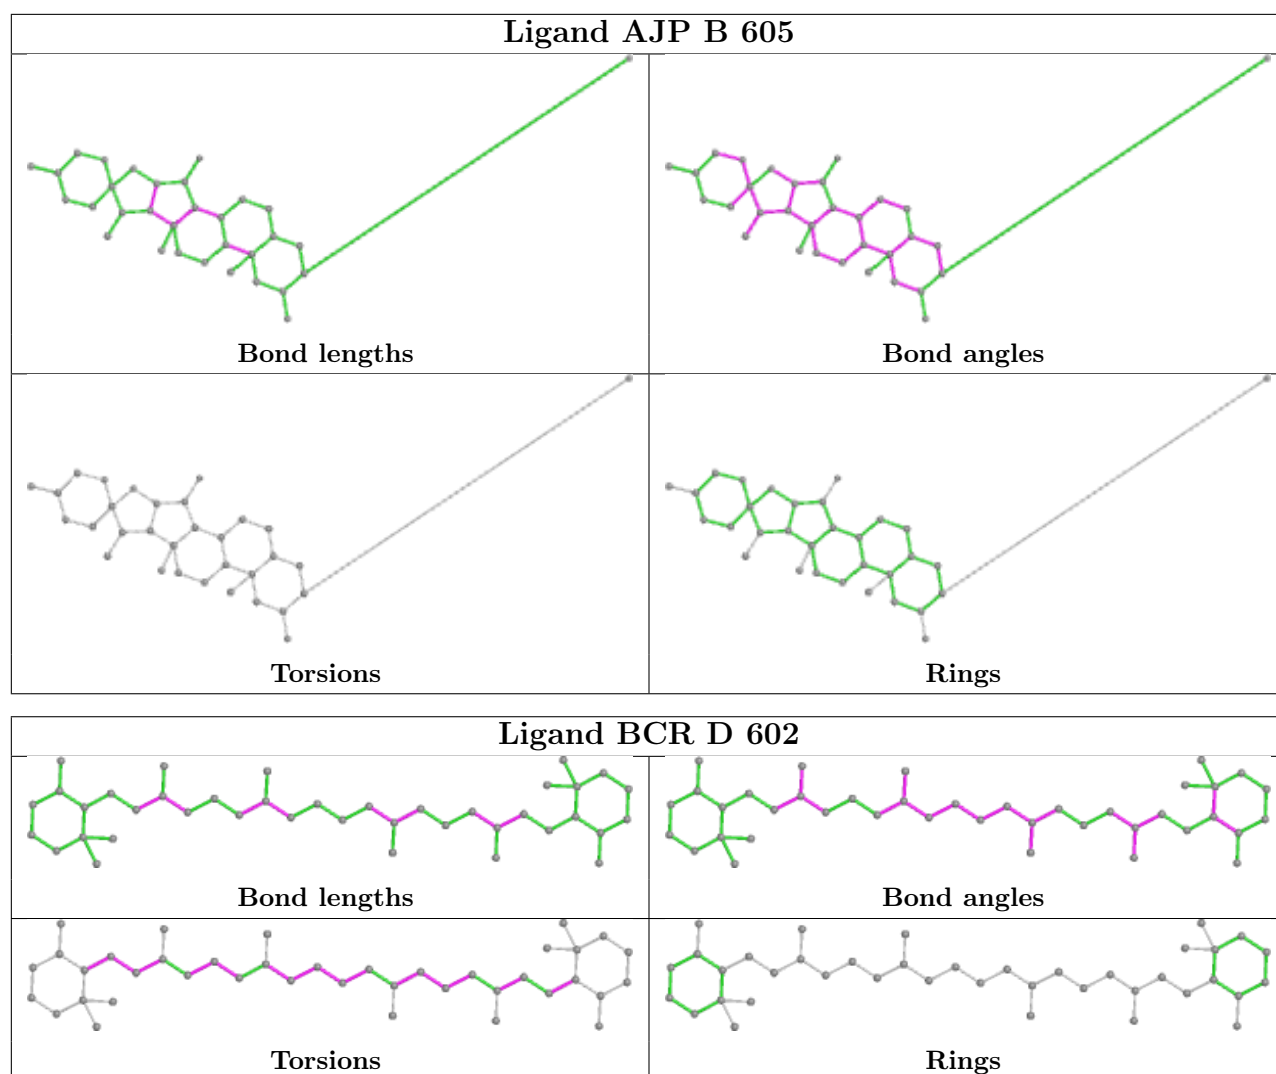 Ligand AJP B 605
Bond lengths
Bond angles
Torsions
Rings
Ligand BCR D 602
Bond lengths
Bond angles
Torsions
Rings